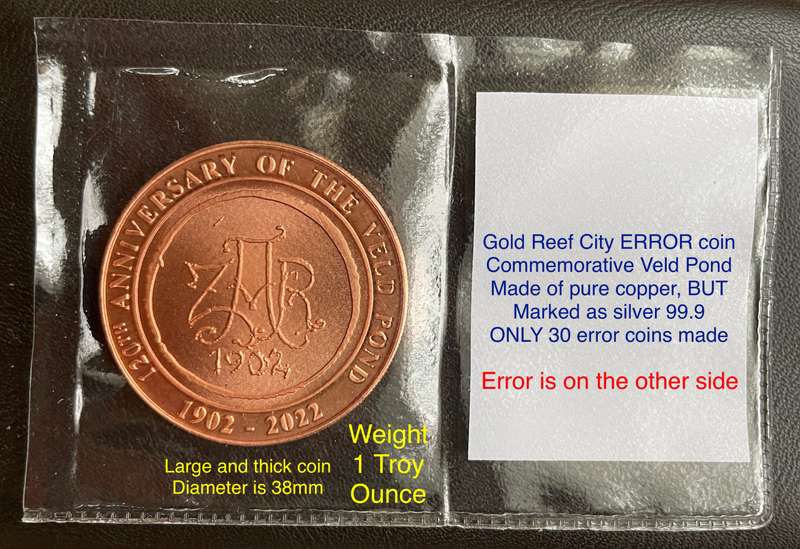 120TH ANNIVERSARY OF THE VELD POND
ZAR
1902
1902 - 2022
Large and thick coin
Diameter is 38mm
Weight
1 Troy
Ounce
Gold Reef City ERROR coin
Commemorative Veld Pond
Made of pure copper, BUT
Marked as silver 99.9
ONLY 30 error coins made
Error is on the other side